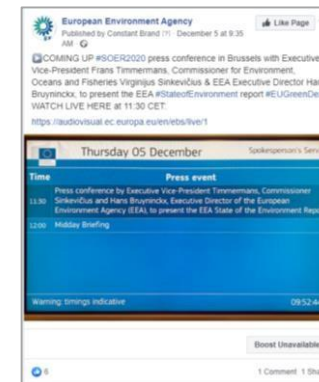 European Environment Agency
Like Page
Published by Constant Brand [?] · December 5 at 9:35
AM
COMING UP #SOER2020 press conference in Brussels with Executive
Vice-President Frans Timmermans, Commissioner for Environment,
Oceans and Fisheries Virginijus Sinkevičius & EEA Executive Director Han
Bruyninckx, to present the EEA #StateofEnvironment report #EUGreenDe
WATCH LIVE HERE at 11:30 CET:
https://audiovisual.ec.europa.eu/en/ebs/live/1
Thursday 05 December
Spokesperson's Servi
Time
Press event
11:30
Press conference by Executive Vice-President Timmermans, Commissioner
Sinkevičius and Hans Bruyninckx, Executive Director of the European
Environment Agency (EEA), to present the EEA State of the Environment Repo
12:00 Midday Briefing
Warning: timings indicative
09:52:44
Boost Unavailable
6
1 Comment 1 Sha